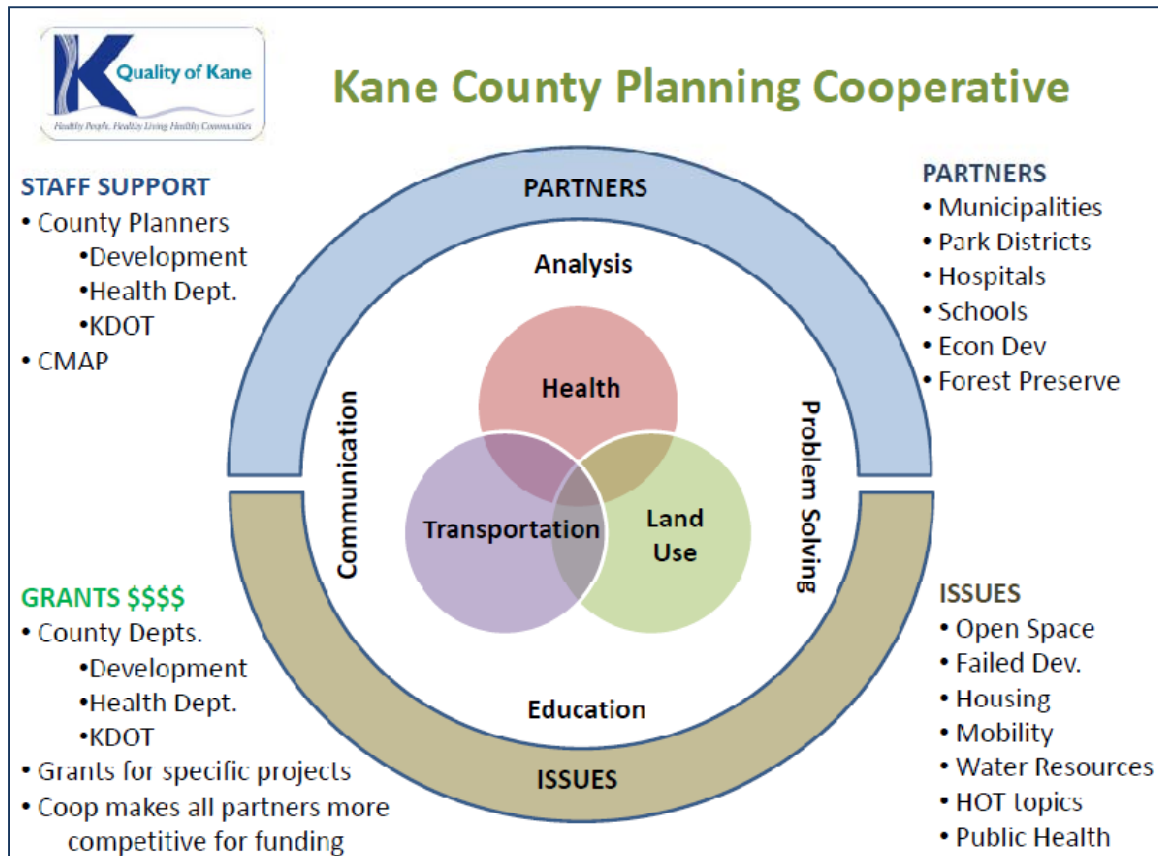 Quality of Kane
Healthy People, Healthy Living Healthy Communities
Kane County Planning Cooperative
STAFF SUPPORT
• County Planners
•Development
•Health Dept.
•KDOT
• CMAP
PARTNERS
• Municipalities
• Park Districts
• Hospitals
• Schools
• Econ Dev
• Forest Preserve
PARTNERS
Analysis
Communication
Problem Solving
Health
Transportation
Land
Use
Education
ISSUES
GRANTS $$$$
• County Depts.
•Development
•Health Dept.
•KDOT
• Grants for specific projects
• Coop makes all partners more
competitive for funding
ISSUES
• Open Space
• Failed Dev.
• Housing
• Mobility
• Water Resources
• HOT topics
• Public Health